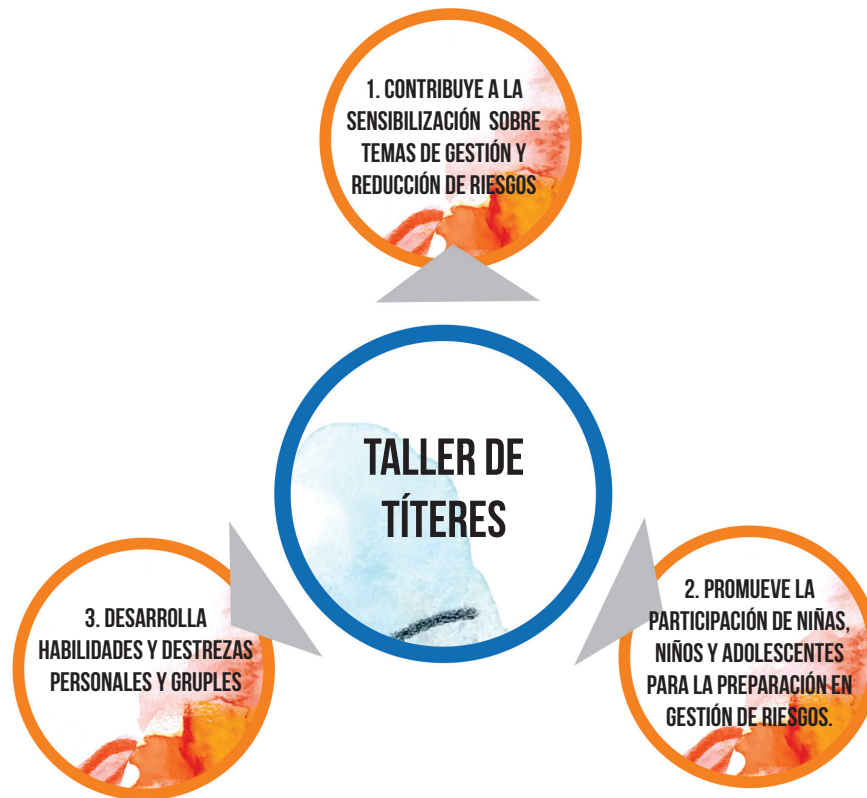 1. CONTRIBUYE A LA
SENSIBILIZACIÓN SOBRE
TEMAS DE GESTIÓN Y
REDUCCIÓN DE RIESGOS
TALLER DE
TÍTERES
2. PROMUEVE LA
PARTICIPACIÓN DE NIÑAS,
NIÑOS Y ADOLESCENTES
PARA LA PREPARACIÓN EN
GESTIÓN DE RIESGOS.
3. DESARROLLA
HABILIDADES Y DESTREZAS
PERSONALES Y GRUPLES